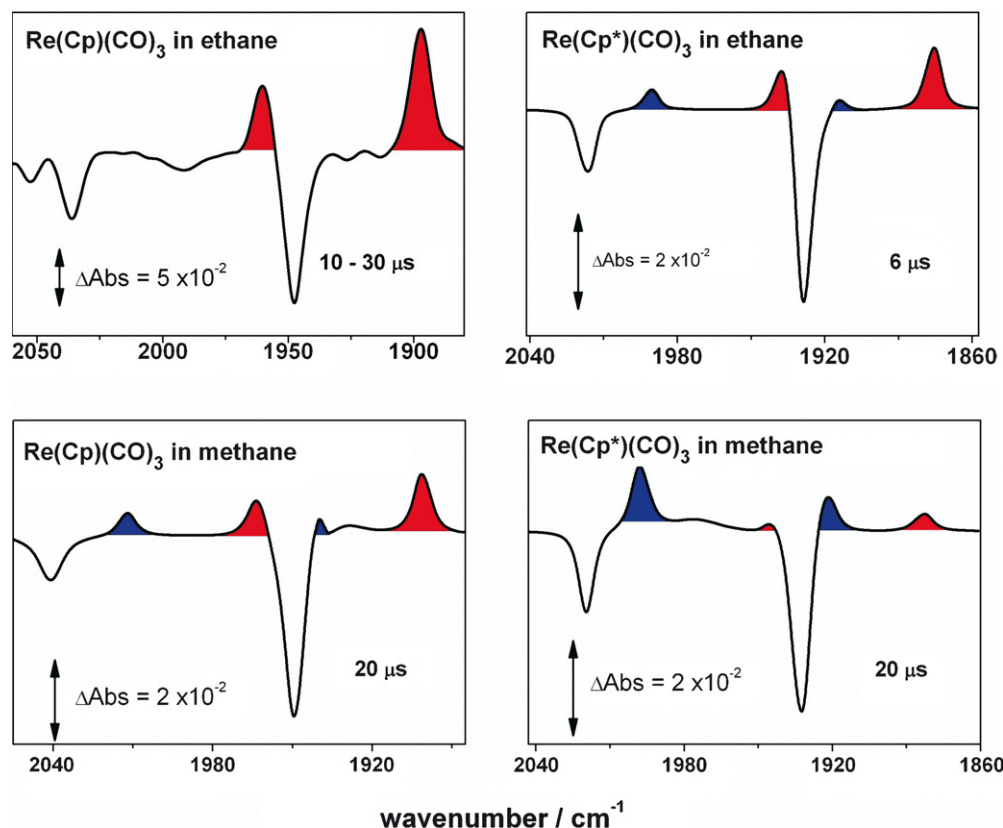 Re(Cp)(CO)₃ in ethane
10 - 30 μs
ΔAbs = 5 x10⁻²
2050 2000 1950 1900
Re(Cp*)(CO)₃ in ethane
ΔAbs = 2 x10⁻²
6 μs
2040 1980 1920 1860
Re(Cp)(CO)₃ in methane
20 μs
ΔAbs = 2 x10⁻²
2040 1980 1920
Re(Cp*)(CO)₃ in methane
20 μs
ΔAbs = 2 x10⁻²
2040 1980 1920 1860
wavenumber / cm⁻¹